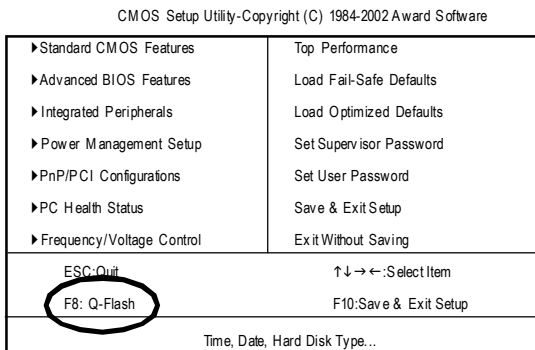 CMOS Setup Utility-Copyright (C) 1984-2002 Award Software
▶Standard CMOS Features
▶Advanced BIOS Features
▶Integrated Peripherals
▶Power Management Setup
▶PnP/PCI Configurations
▶PC Health Status
▶Frequency/Voltage Control
Top Performance
Load Fail-Safe Defaults
Load Optimized Defaults
Set Supervisor Password
Set User Password
Save & Exit Setup
Exit Without Saving
ESC:Quit
↑↓→←:Select Item
F8: Q-Flash
F10:Save & Exit Setup
Time, Date, Hard Disk Type...